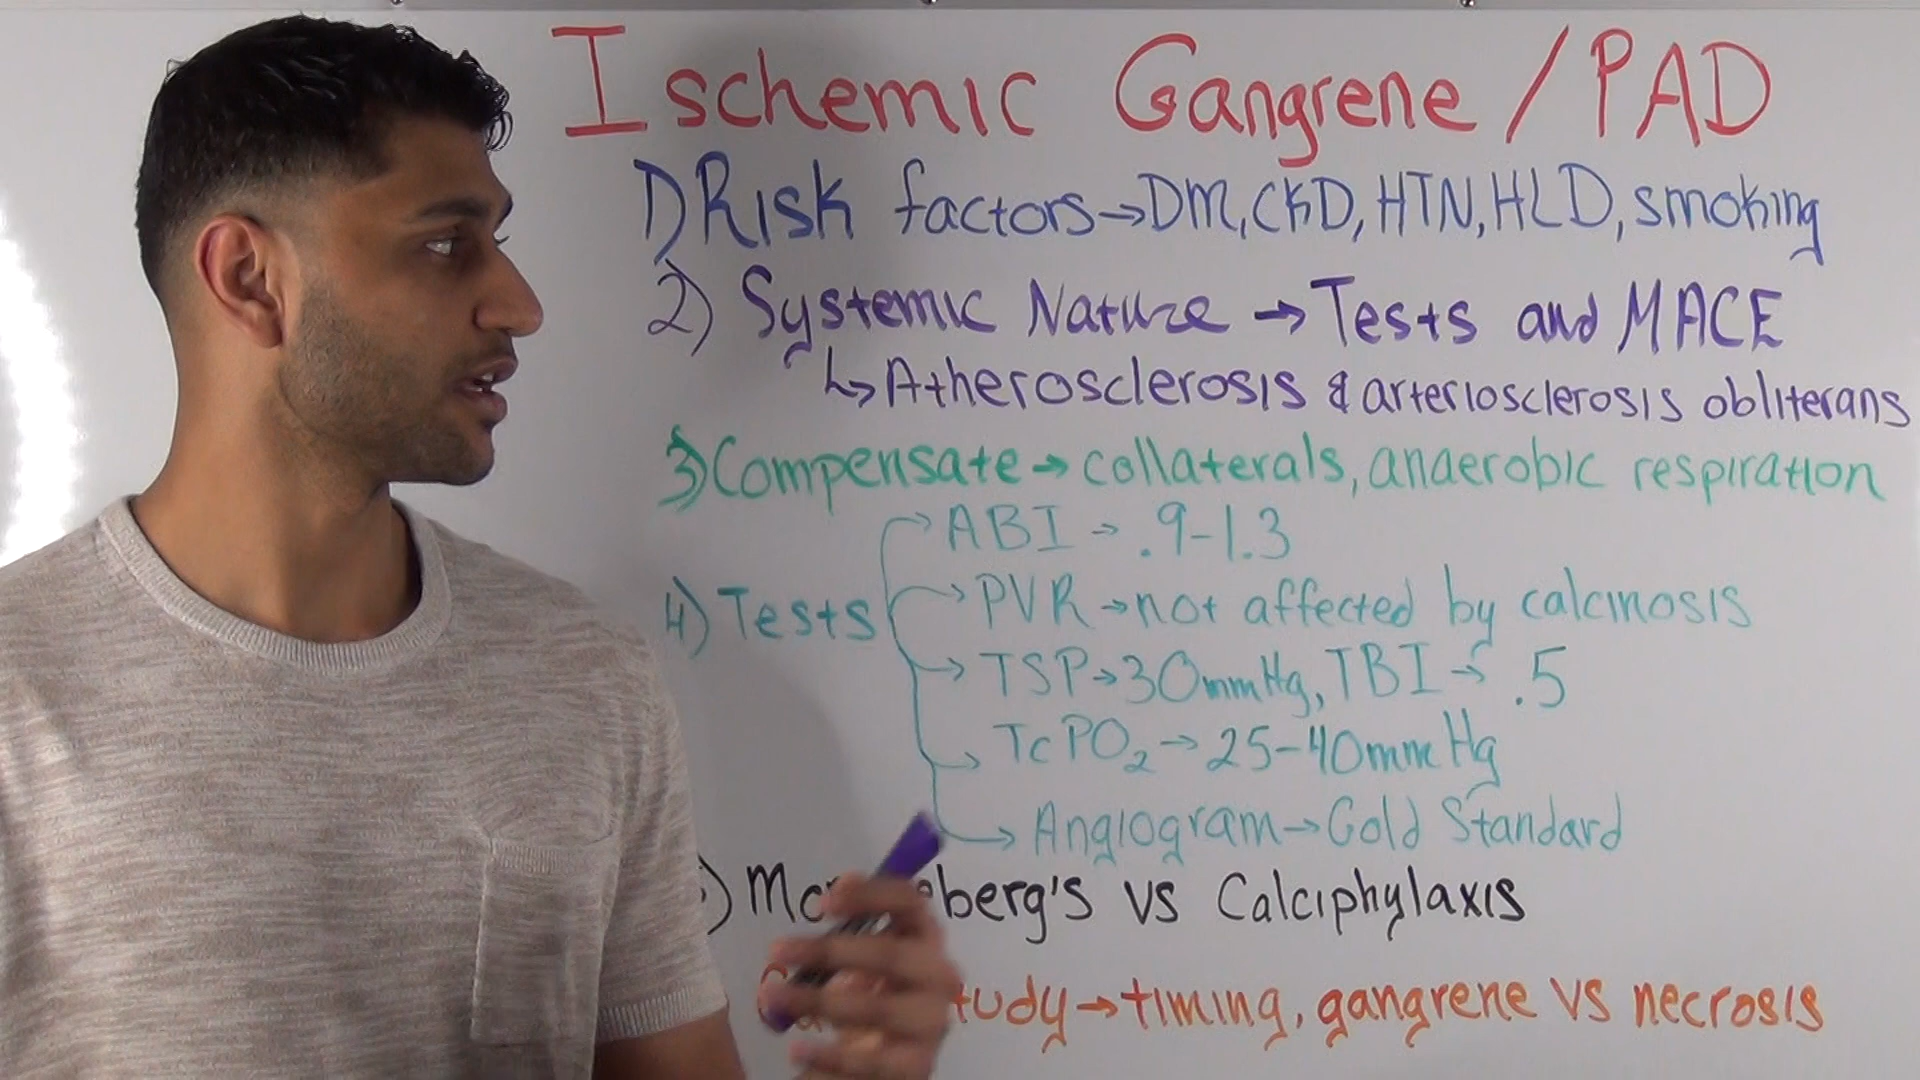 Ischemic Gangrene / PAD
1) Risk factors → DM, CKD, HTN, HLD, smoking
2) Systemic Nature → Tests and MACE
↳ Atherosclerosis & arteriosclerosis obliterans
3) Compensate → collaterals, anaerobic respiration
4) Tests
→ ABI → .9-1.3
→ PVR → not affected by calcinosis
→ TSP → 30mmHg, TBI → .5
→ TcPO2 → 25-40mmHg
→ Angiogram → Gold Standard
) berg's vs Calciphylaxis
tudy → timing, gangrene vs necrosis